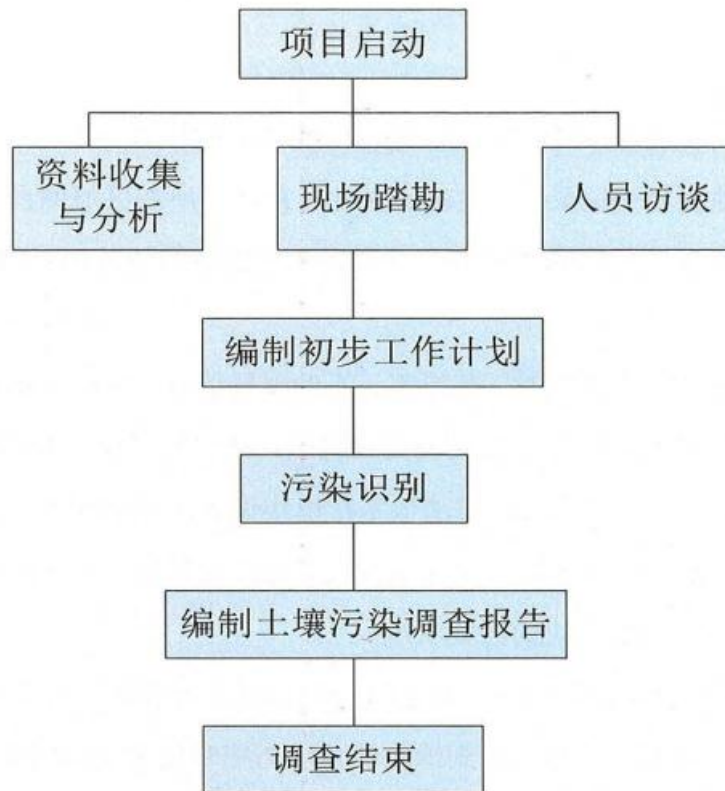 项目启动
资料收集
与分析
现场踏勘
人员访谈
编制初步工作计划
污染识别
编制土壤污染调查报告
调查结束